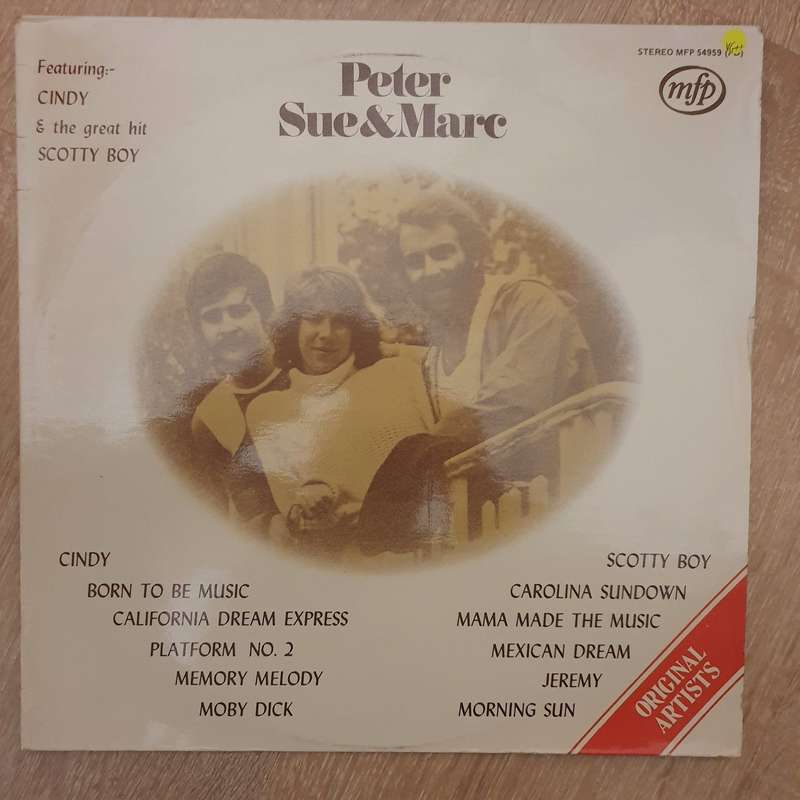 Featuring:-
CINDY
& the great hit
SCOTTY BOY
Peter
Sue&Marc
STEREO MFP 54959
mfp
CINDY
BORN TO BE MUSIC
CALIFORNIA DREAM EXPRESS
PLATFORM NO. 2
MEMORY MELODY
MOBY DICK
SCOTTY BOY
CAROLINA SUNDOWN
MAMA MADE THE MUSIC
MEXICAN DREAM
JEREMY
MORNING SUN
ORIGINAL
ARTISTS